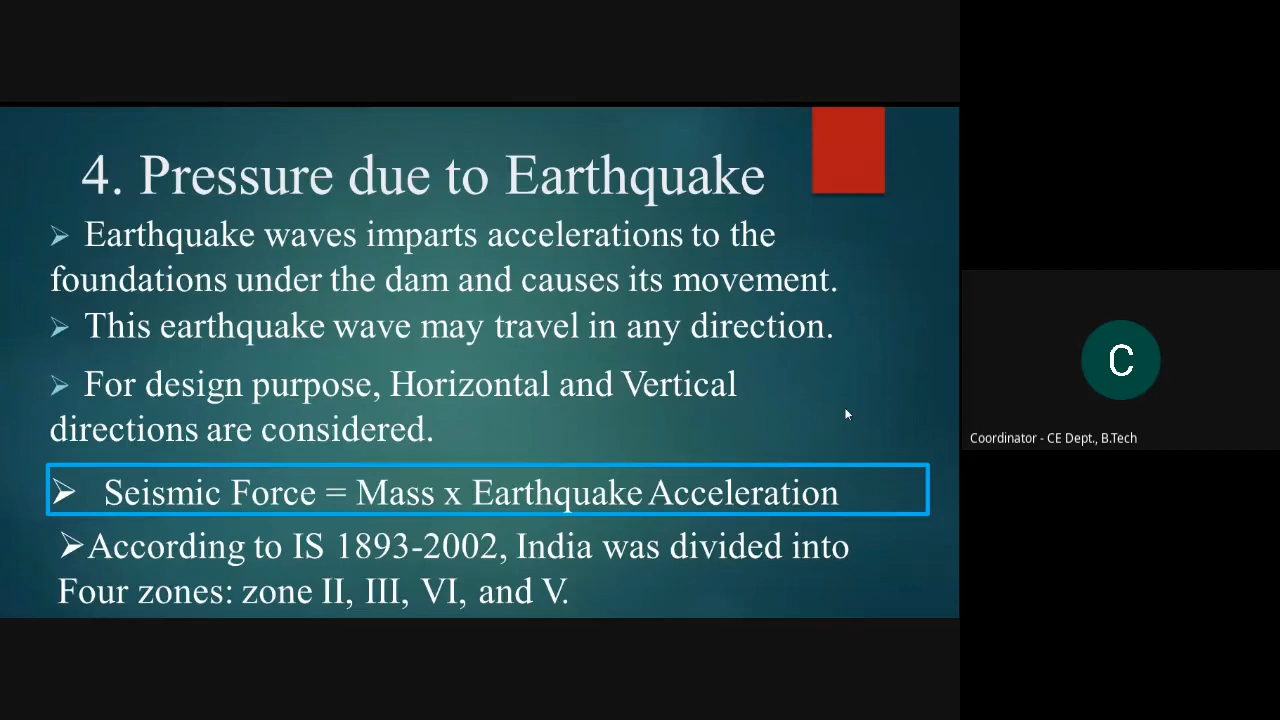 4. Pressure due to Earthquake
➢ Earthquake waves imparts accelerations to the
foundations under the dam and causes its movement.
➢ This earthquake wave may travel in any direction.
➢ For design purpose, Horizontal and Vertical
directions are considered.
➢ Seismic Force = Mass x Earthquake Acceleration
➢According to IS 1893-2002, India was divided into
Four zones: zone II, III, VI, and V.
C
Coordinator - CE Dept., B.Tech